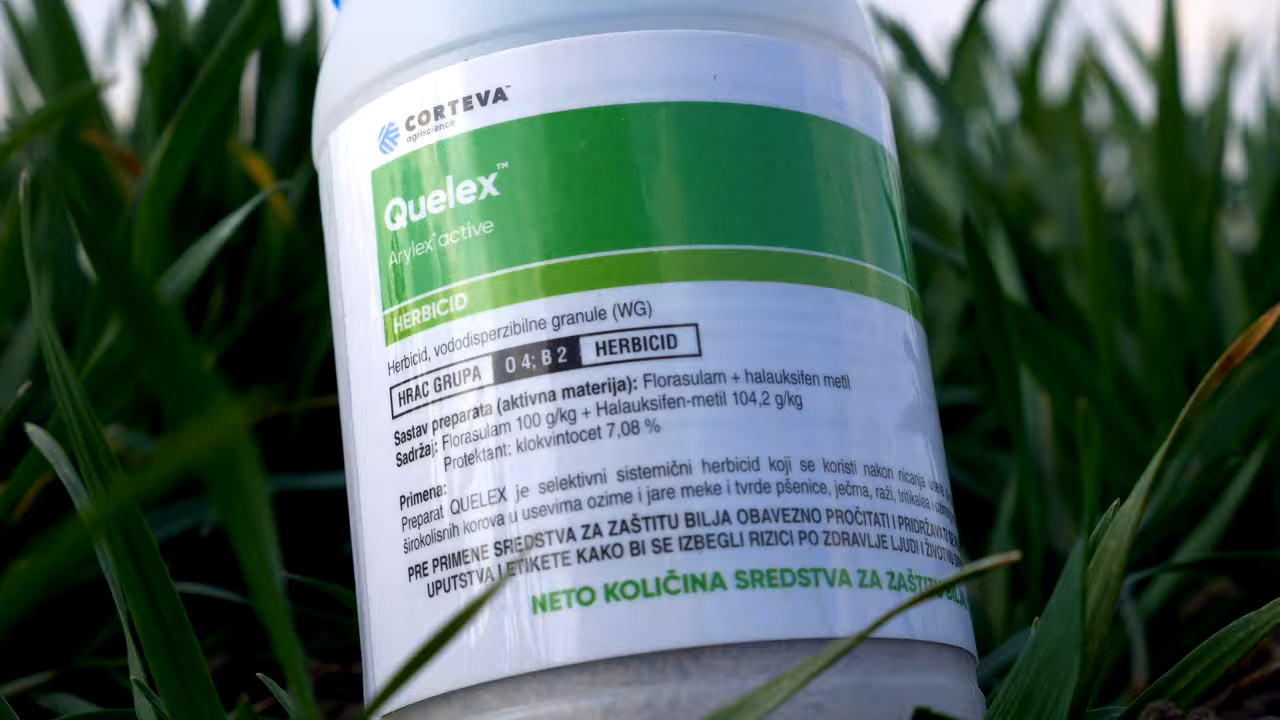 CORTEVA™
agriscience
Quelex™
Arylex™ active
HERBICID
Herbicid, vododisperzibilne granule (WG)
HRAC GRUPA O 4; B 2 HERBICID
Sastav preparata (aktivna materija): Florasulam + halauksifen metil
Sadržaj: Florasulam 100 g/kg + Halauksifen-metil 104,2 g/kg
Protektant: klokvintocet 7,08 %
Primena:
Preparat QUELEX je selektivni sistemični herbicid koji se koristi nakon nicanja
širokolisnih korova u usevima ozime i jare meke i tvrde pšenice, ječma, raži, tritikalea i
PRE PRIMENE SREDSTVA ZA ZAŠTITU BILJA OBAVEZNO PROČITATI I PRIDRŽAVATI SE
UPUTSTVA I ETIKETE KAKO BI SE IZBEGLI RIZICI PO ZDRAVLJE LJUDI I
NETO KOLIČINA SREDSTVA ZA ZAŠTITU BILJA